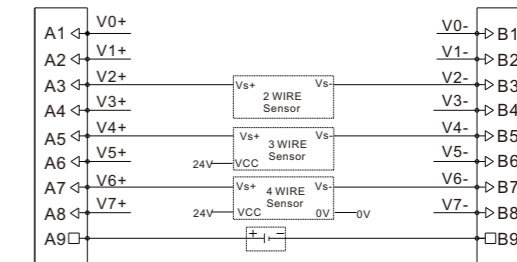 A1 V0+ V0- B1
A2 V1+ V1- B2
A3 V2+ Vs+ Vs- V2- B3
2 WIRE
Sensor
A4 V3+ V3- B4
A5 V4+ Vs+ Vs- V4- B5
3 WIRE
Sensor
A6 V5+ 24V VCC V5- B6
A7 V6+ Vs+ Vs- V6- B7
4 WIRE
Sensor
A8 V7+ 24V VCC 0V 0V V7- B8
A9 + - B9